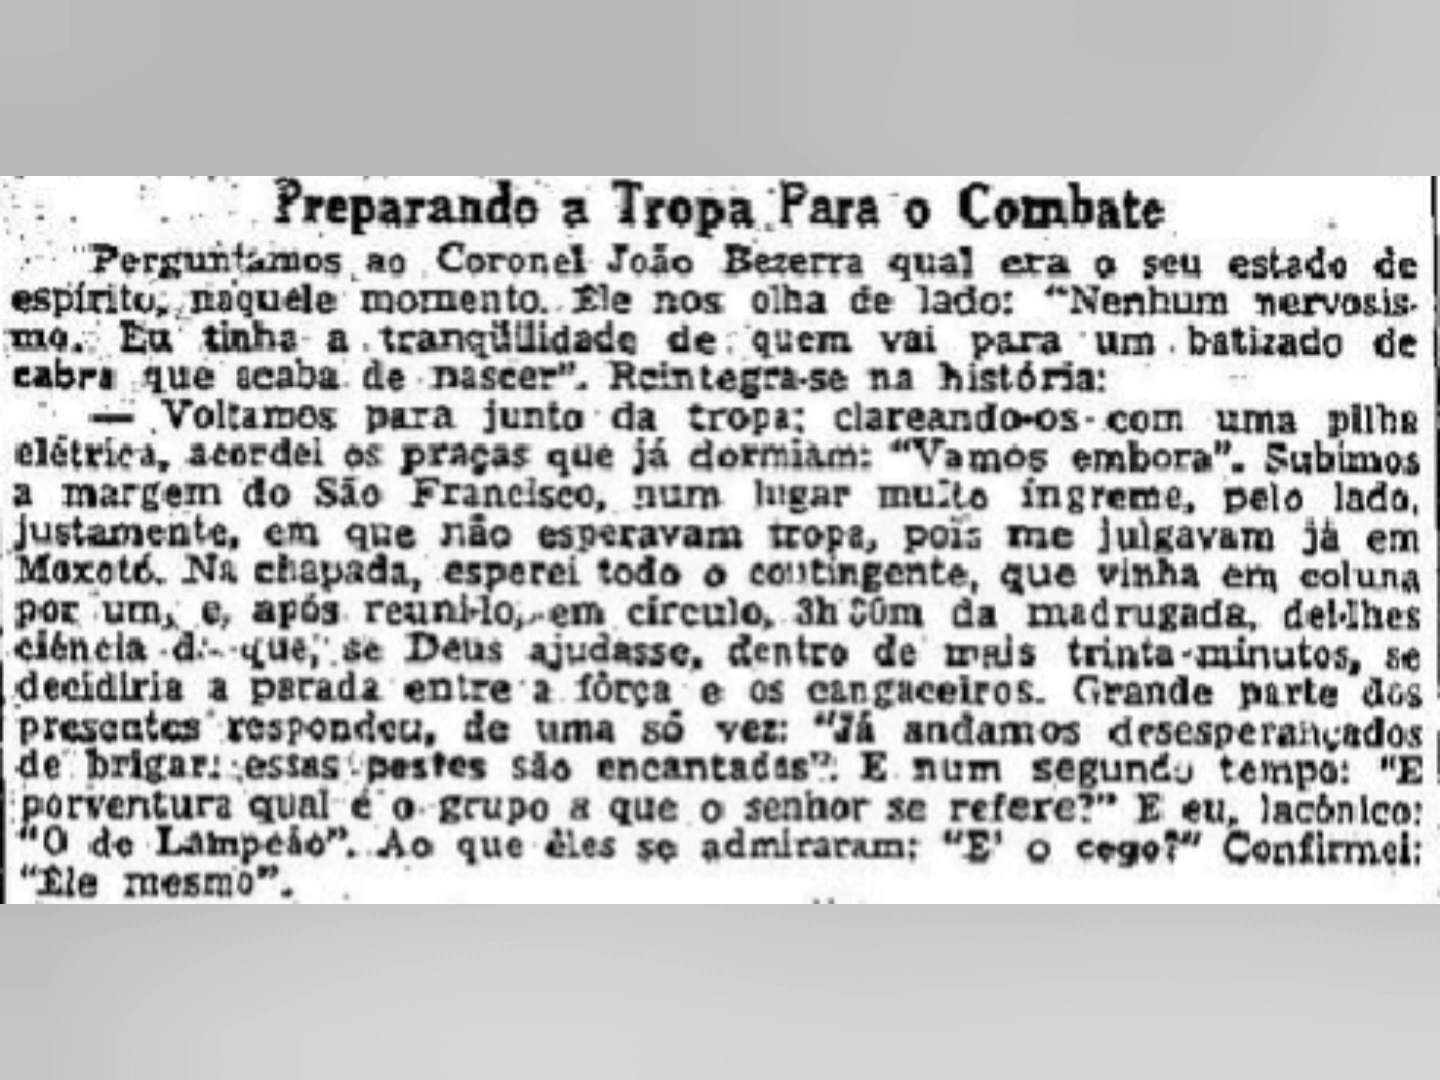 Preparando a Tropa Para o Combate
Perguntamos ao Coronel João Bezerra qual era o seu estado de
espírito, naquele momento. Êle nos olha de lado: "Nenhum nervosis-
mo. Eu tinha a tranqüilidade de quem vai para um batizado de
cabra que acaba de nascer". Reintegra-se na história:
— Voltamos para junto da tropa; clareando-os com uma pilha
elétrica, acordei os praças que já dormiam: "Vamos embora". Subimos
a margem do São Francisco, num lugar muito íngreme, pelo lado,
justamente, em que não esperavam tropa, pois me julgavam já em
Moxotó. Na chapada, esperei todo o contingente, que vinha em coluna
por um, e, após reuni-lo, em círculo, da madrugada, dei-lhes
ciência de que, se Deus ajudasse, dentro de mais trinta minutos, se
decidiria a parada entre a fôrça e os cangaceiros. Grande parte dos
presentes respondeu, de uma só vez: "Já andamos desesperançados
de brigar: essas pestes são encantadas". E num segundo tempo: "E
porventura qual é o grupo a que o senhor se refere?" E eu, lacônico:
"O de Lampeão". Ao que êles se admiraram: "E' o cego?" Confirmei:
"Êle mesmo".